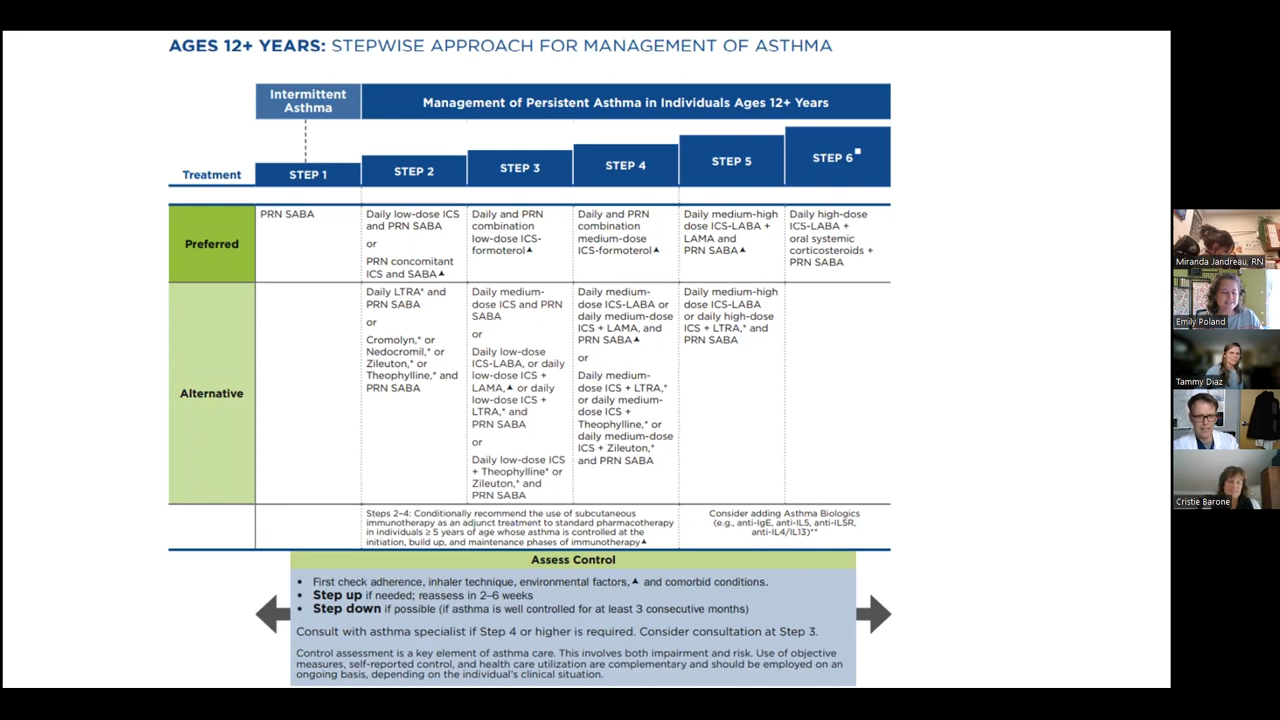 AGES 12+ YEARS: STEPWISE APPROACH FOR MANAGEMENT OF ASTHMA
Intermittent
Asthma
Management of Persistent Asthma in Individuals Ages 12+ Years
Treatment
STEP 1
STEP 2
STEP 3
STEP 4
STEP 5
STEP 6
Preferred
PRN SABA
Daily low-dose ICS
and PRN SABA
or
PRN concomitant
ICS and SABA▲
Daily and PRN
combination
low-dose ICS-
formoterol▲
Daily and PRN
combination
medium-dose
ICS-formoterol▲
Daily medium-high
dose ICS-LABA +
LAMA and
PRN SABA▲
Daily high-dose
ICS-LABA +
oral systemic
corticosteroids +
PRN SABA
Alternative
Daily LTRA* and
PRN SABA
or
Cromolyn,* or
Nedocromil,* or
Zileuton,* or
Theophylline,* and
PRN SABA
Daily medium-
dose ICS and PRN
SABA
or
Daily low-dose
ICS-LABA, or daily
low-dose ICS +
LAMA,▲ or daily
low-dose ICS +
LTRA,* and
PRN SABA
or
Daily low-dose ICS
+ Theophylline* or
Zileuton,* and
PRN SABA
Daily medium-
dose ICS-LABA or
daily medium-dose
ICS + LAMA, and
PRN SABA▲
or
Daily medium-
dose ICS + LTRA,*
or daily medium-
dose ICS +
Theophylline,* or
daily medium-dose
ICS + Zileuton,*
and PRN SABA
Daily medium-high
dose ICS-LABA
or daily high-dose
ICS + LTRA,* and
PRN SABA
Steps 2–4: Conditionally recommend the use of subcutaneous
immunotherapy as an adjunct treatment to standard pharmacotherapy
in individuals ≥ 5 years of age whose asthma is controlled at the
initiation, build up, and maintenance phases of immunotherapy▲
Consider adding Asthma Biologics
(e.g., anti-IgE, anti-IL5, anti-IL5R,
anti-IL4/IL13)**
Assess Control
• First check adherence, inhaler technique, environmental factors,▲ and comorbid conditions.
• Step up if needed; reassess in 2–6 weeks
• Step down if possible (if asthma is well controlled for at least 3 consecutive months)
Consult with asthma specialist if Step 4 or higher is required. Consider consultation at Step 3.
Control assessment is a key element of asthma care. This involves both impairment and risk. Use of objective
measures, self-reported control, and health care utilization are complementary and should be employed on an
ongoing basis, depending on the individual's clinical situation.
Miranda Jandreau, RN
Emily Poland
Tammy Diaz
Cristie Barone